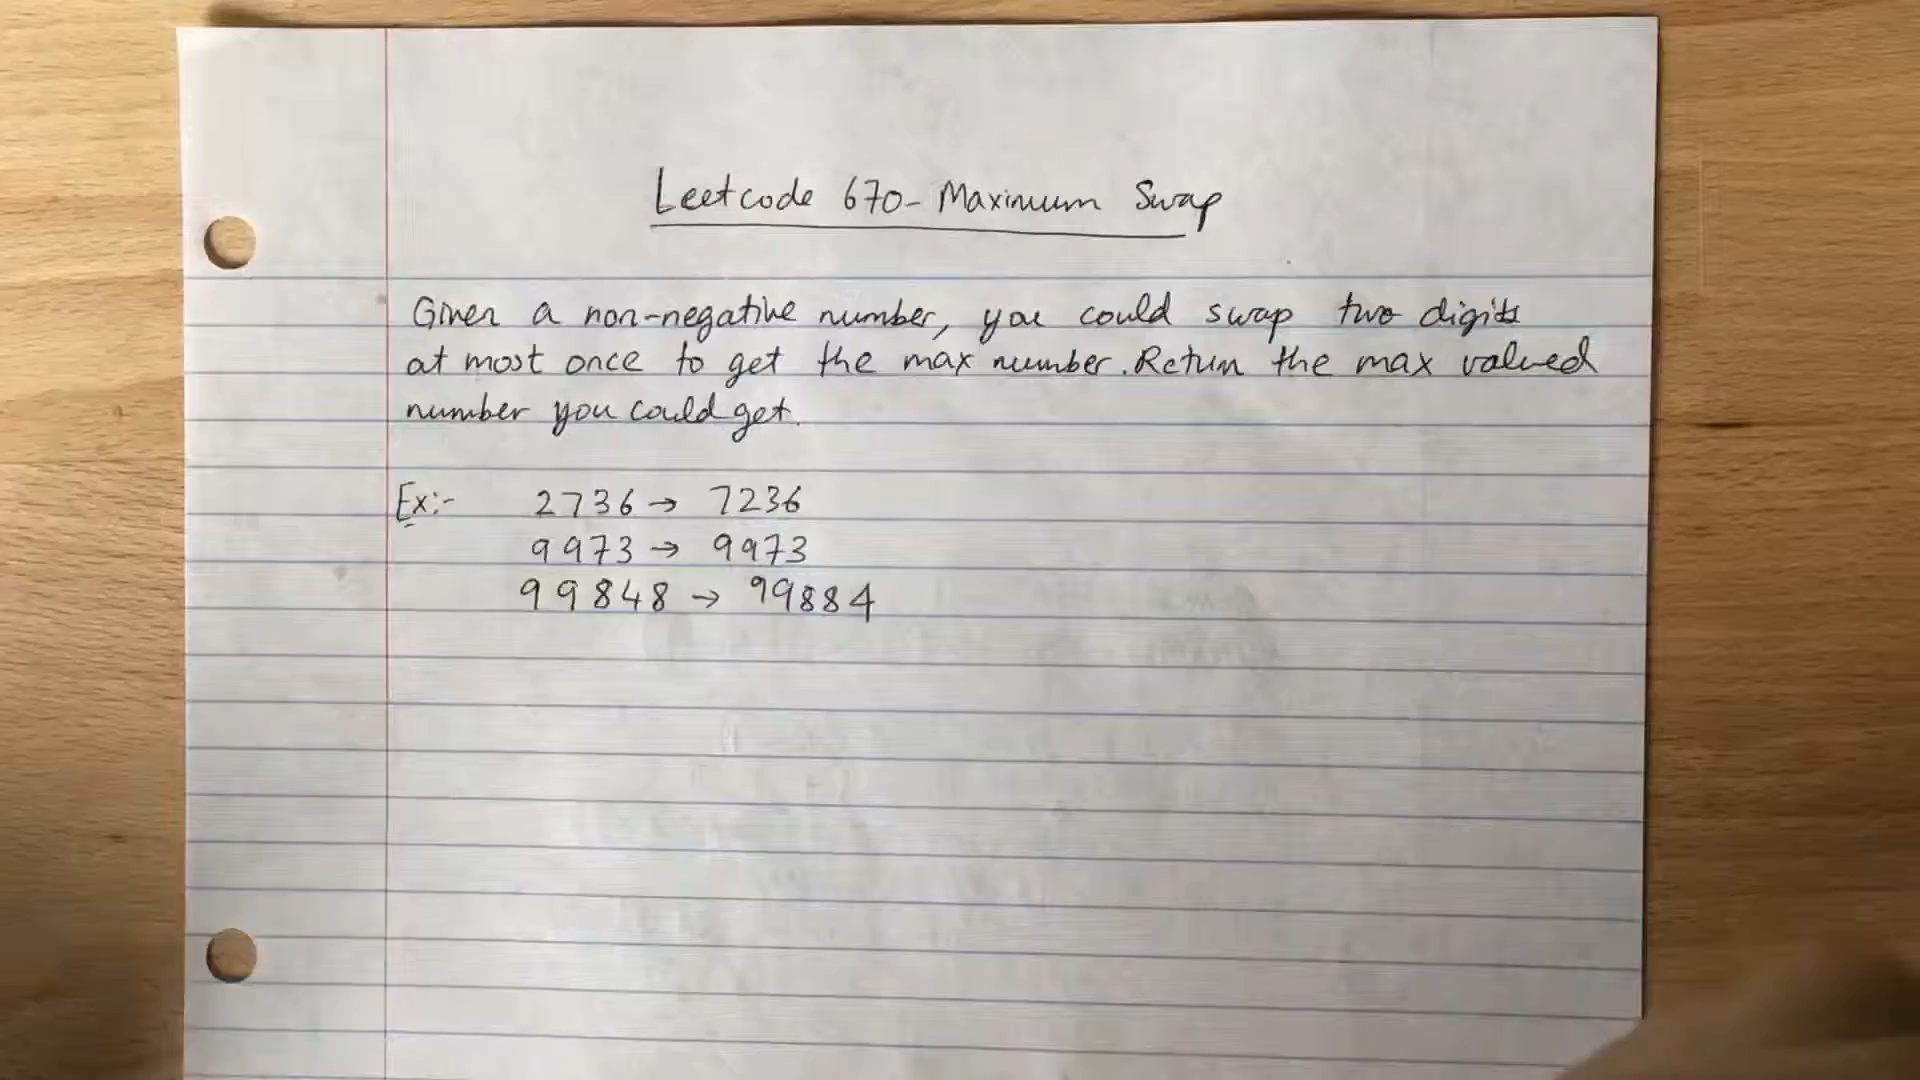 Leetcode 670- Maximum Swap
Given a non-negative number, you could swap two digits
at most once to get the max number. Return the max valued
number you could get.
Ex:- 2736 → 7236
9973 → 9973
99848 → 99884